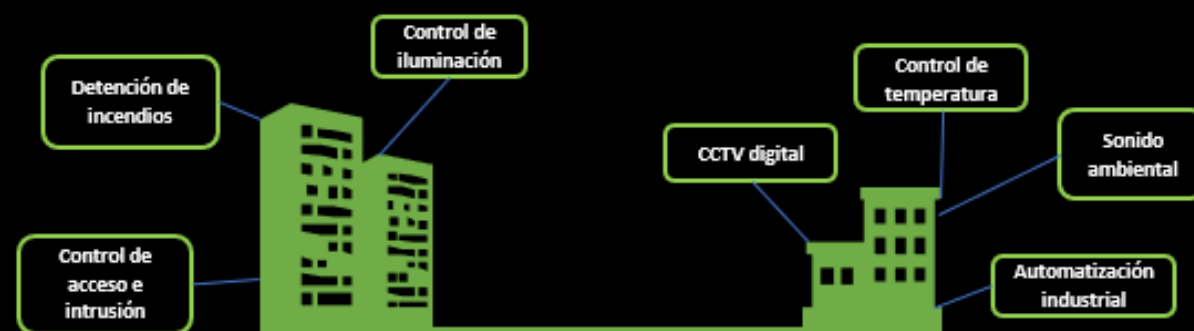 Control de
iluminación
Detención de
incendios
Control de
temperatura
CCTV digital
Sonido
ambiental
Control de
acceso e
intrusión
Automatización
industrial